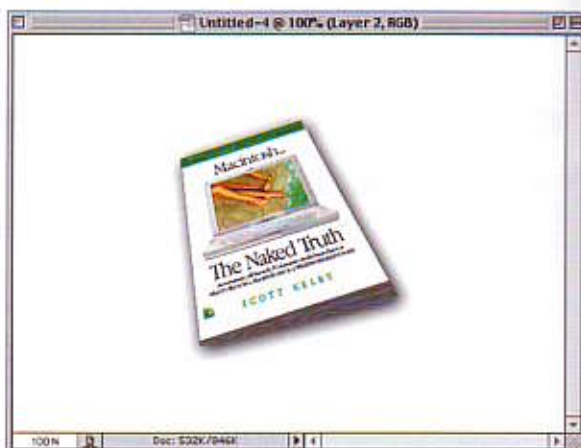 Untitled-4 @ 100% (Layer 2, RGB)
Macintosh...
The Naked Truth
SCOTT KELBY
100% Doc: 532K/946K